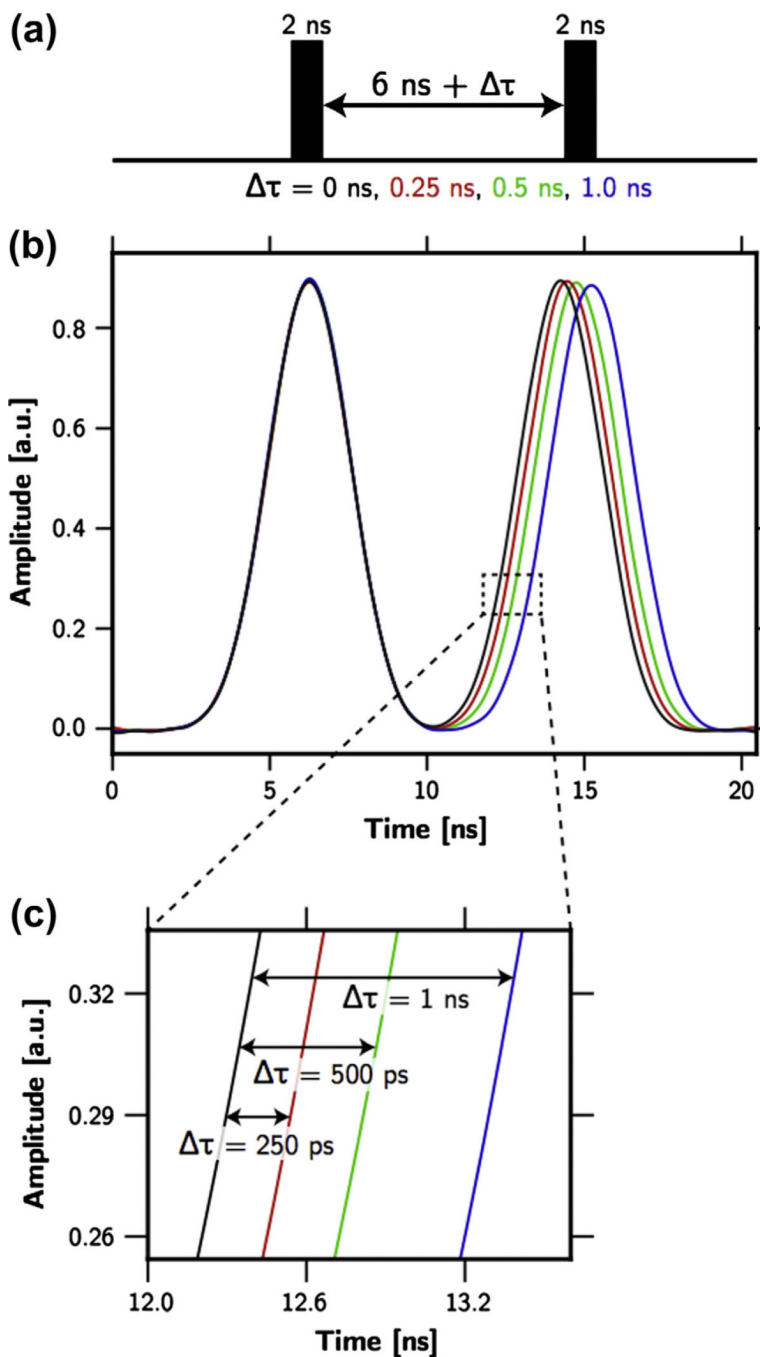 (a)
2 ns 2 ns
6 ns + Δτ
Δτ = 0 ns, 0.25 ns, 0.5 ns, 1.0 ns
(b)
Amplitude [a.u.]
0.8
0.6
0.4
0.2
0.0
0 5 10 15 20
Time [ns]
(c)
Amplitude [a.u.]
0.32
Δτ = 1 ns
Δτ = 500 ps
0.29
Δτ = 250 ps
0.26
12.0 12.6 13.2
Time [ns]